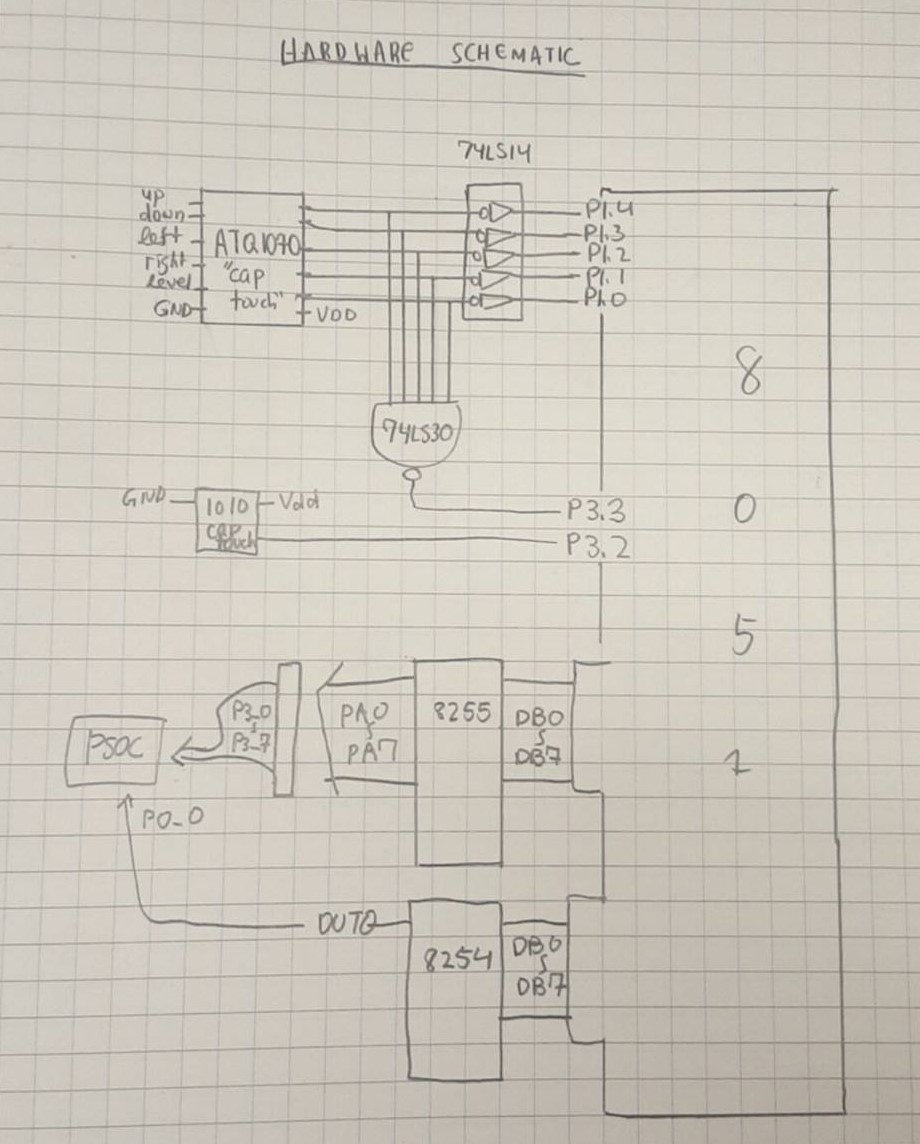 HARDWARE SCHEMATIC
74LS14
up
down
left
right
level
GND
ATQ1070
"cap
touch"
VDD
P1.4
P1.3
P1.2
P1.1
P1.0
8
74LS30
GND
1010
cap
touch
Vdd
P3.3
P3.2
0
5
PSOC
P3_0
P3_7
PA0
PA7
8255
DB0
DB7
1
P0_0
OUT0
8254
DB0
DB7